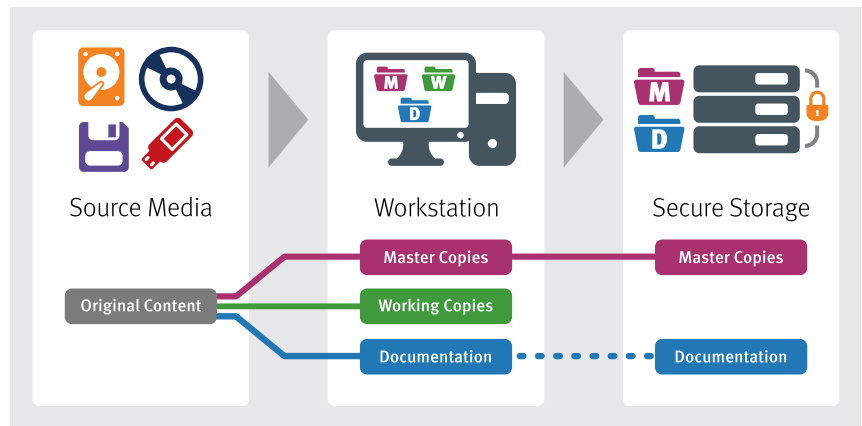 M
W
D
M
D
Source Media
Workstation
Secure Storage
Original Content
Master Copies
Working Copies
Documentation
Master Copies
Documentation